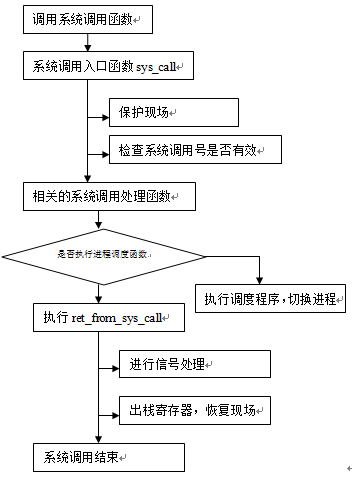 调用系统调用函数
系统调用入口函数 sys_call
保护现场
检查系统调用号是否有效
相关的系统调用处理函数
是否执行进程调度函数
执行调度程序，切换进程
执行 ret_from_sys_call
进行信号处理
出栈寄存器，恢复现场
系统调用结束